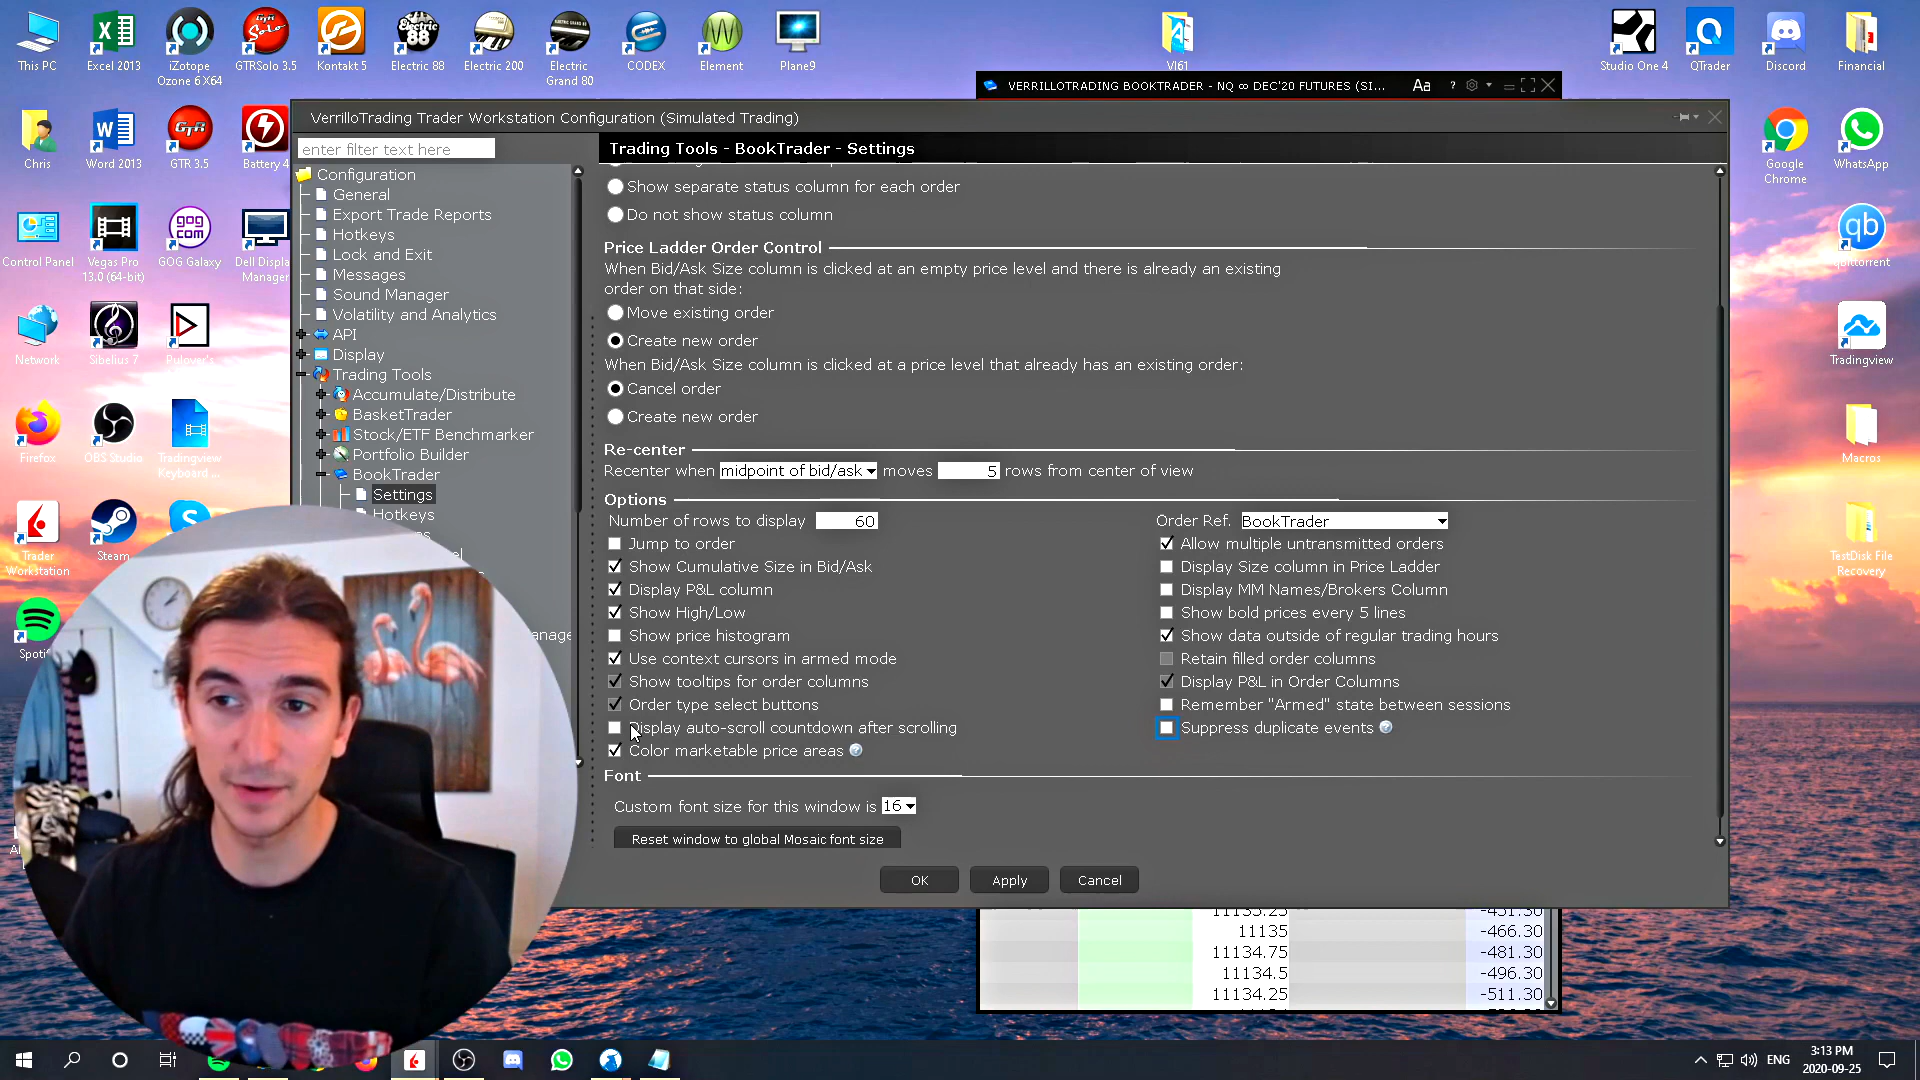 This PC
Excel 2013
iZotope
Ozone 6 X64
GTRSolo 3.5
Kontakt 5
Electric 88
Electric 200
Electric
Grand 80
CODEX
Element
Plane9
VI61
Studio One 4
QTrader
Discord
Financial
VERRILLOTRADING BOOKTRADER - NQ ∞ DEC'20 FUTURES (SI...
Aa
?
VerrilloTrading Trader Workstation Configuration (Simulated Trading)
Chris
Word 2013
GTR 3.5
Battery 4
Google
Chrome
WhatsApp
enter filter text here
Trading Tools - BookTrader - Settings
Configuration
General
Export Trade Reports
Hotkeys
Lock and Exit
Messages
Sound Manager
Volatility and Analytics
API
Display
Trading Tools
Accumulate/Distribute
BasketTrader
Stock/ETF Benchmarker
Portfolio Builder
BookTrader
Settings
Hotkeys
Show separate status column for each order
Do not show status column
Price Ladder Order Control
When Bid/Ask Size column is clicked at an empty price level and there is already an existing
order on that side:
Move existing order
Create new order
When Bid/Ask Size column is clicked at a price level that already has an existing order:
Cancel order
Create new order
Re-center
Recenter when midpoint of bid/ask moves 5 rows from center of view
Options
Number of rows to display 60
Order Ref. BookTrader
Jump to order
Allow multiple untransmitted orders
Show Cumulative Size in Bid/Ask
Display Size column in Price Ladder
Display P&L column
Display MM Names/Brokers Column
Show High/Low
Show bold prices every 5 lines
Show price histogram
Show data outside of regular trading hours
Use context cursors in armed mode
Retain filled order columns
Show tooltips for order columns
Display P&L in Order Columns
Order type select buttons
Remember "Armed" state between sessions
Display auto-scroll countdown after scrolling
Suppress duplicate events
Color marketable price areas
Font
Custom font size for this window is 16
Reset window to global Mosaic font size
OK
Apply
Cancel
Control Panel
Vegas Pro
13.0 (64-bit)
GOG
COM
GOG Galaxy
Dell Displa
Manager
Network
Sibelius 7
Pulover's
Firefox
OBS Studio
Tradingview
Keyboard ...
Trader
Workstation
Steam
Spotif
qb
qbittorrent
Tradingview
Macros
TestDisk File
Recovery
11135.25
-451.30
11135
-466.30
11134.75
-481.30
11134.5
-496.30
11134.25
-511.30
ENG
3:13 PM
2020-09-25